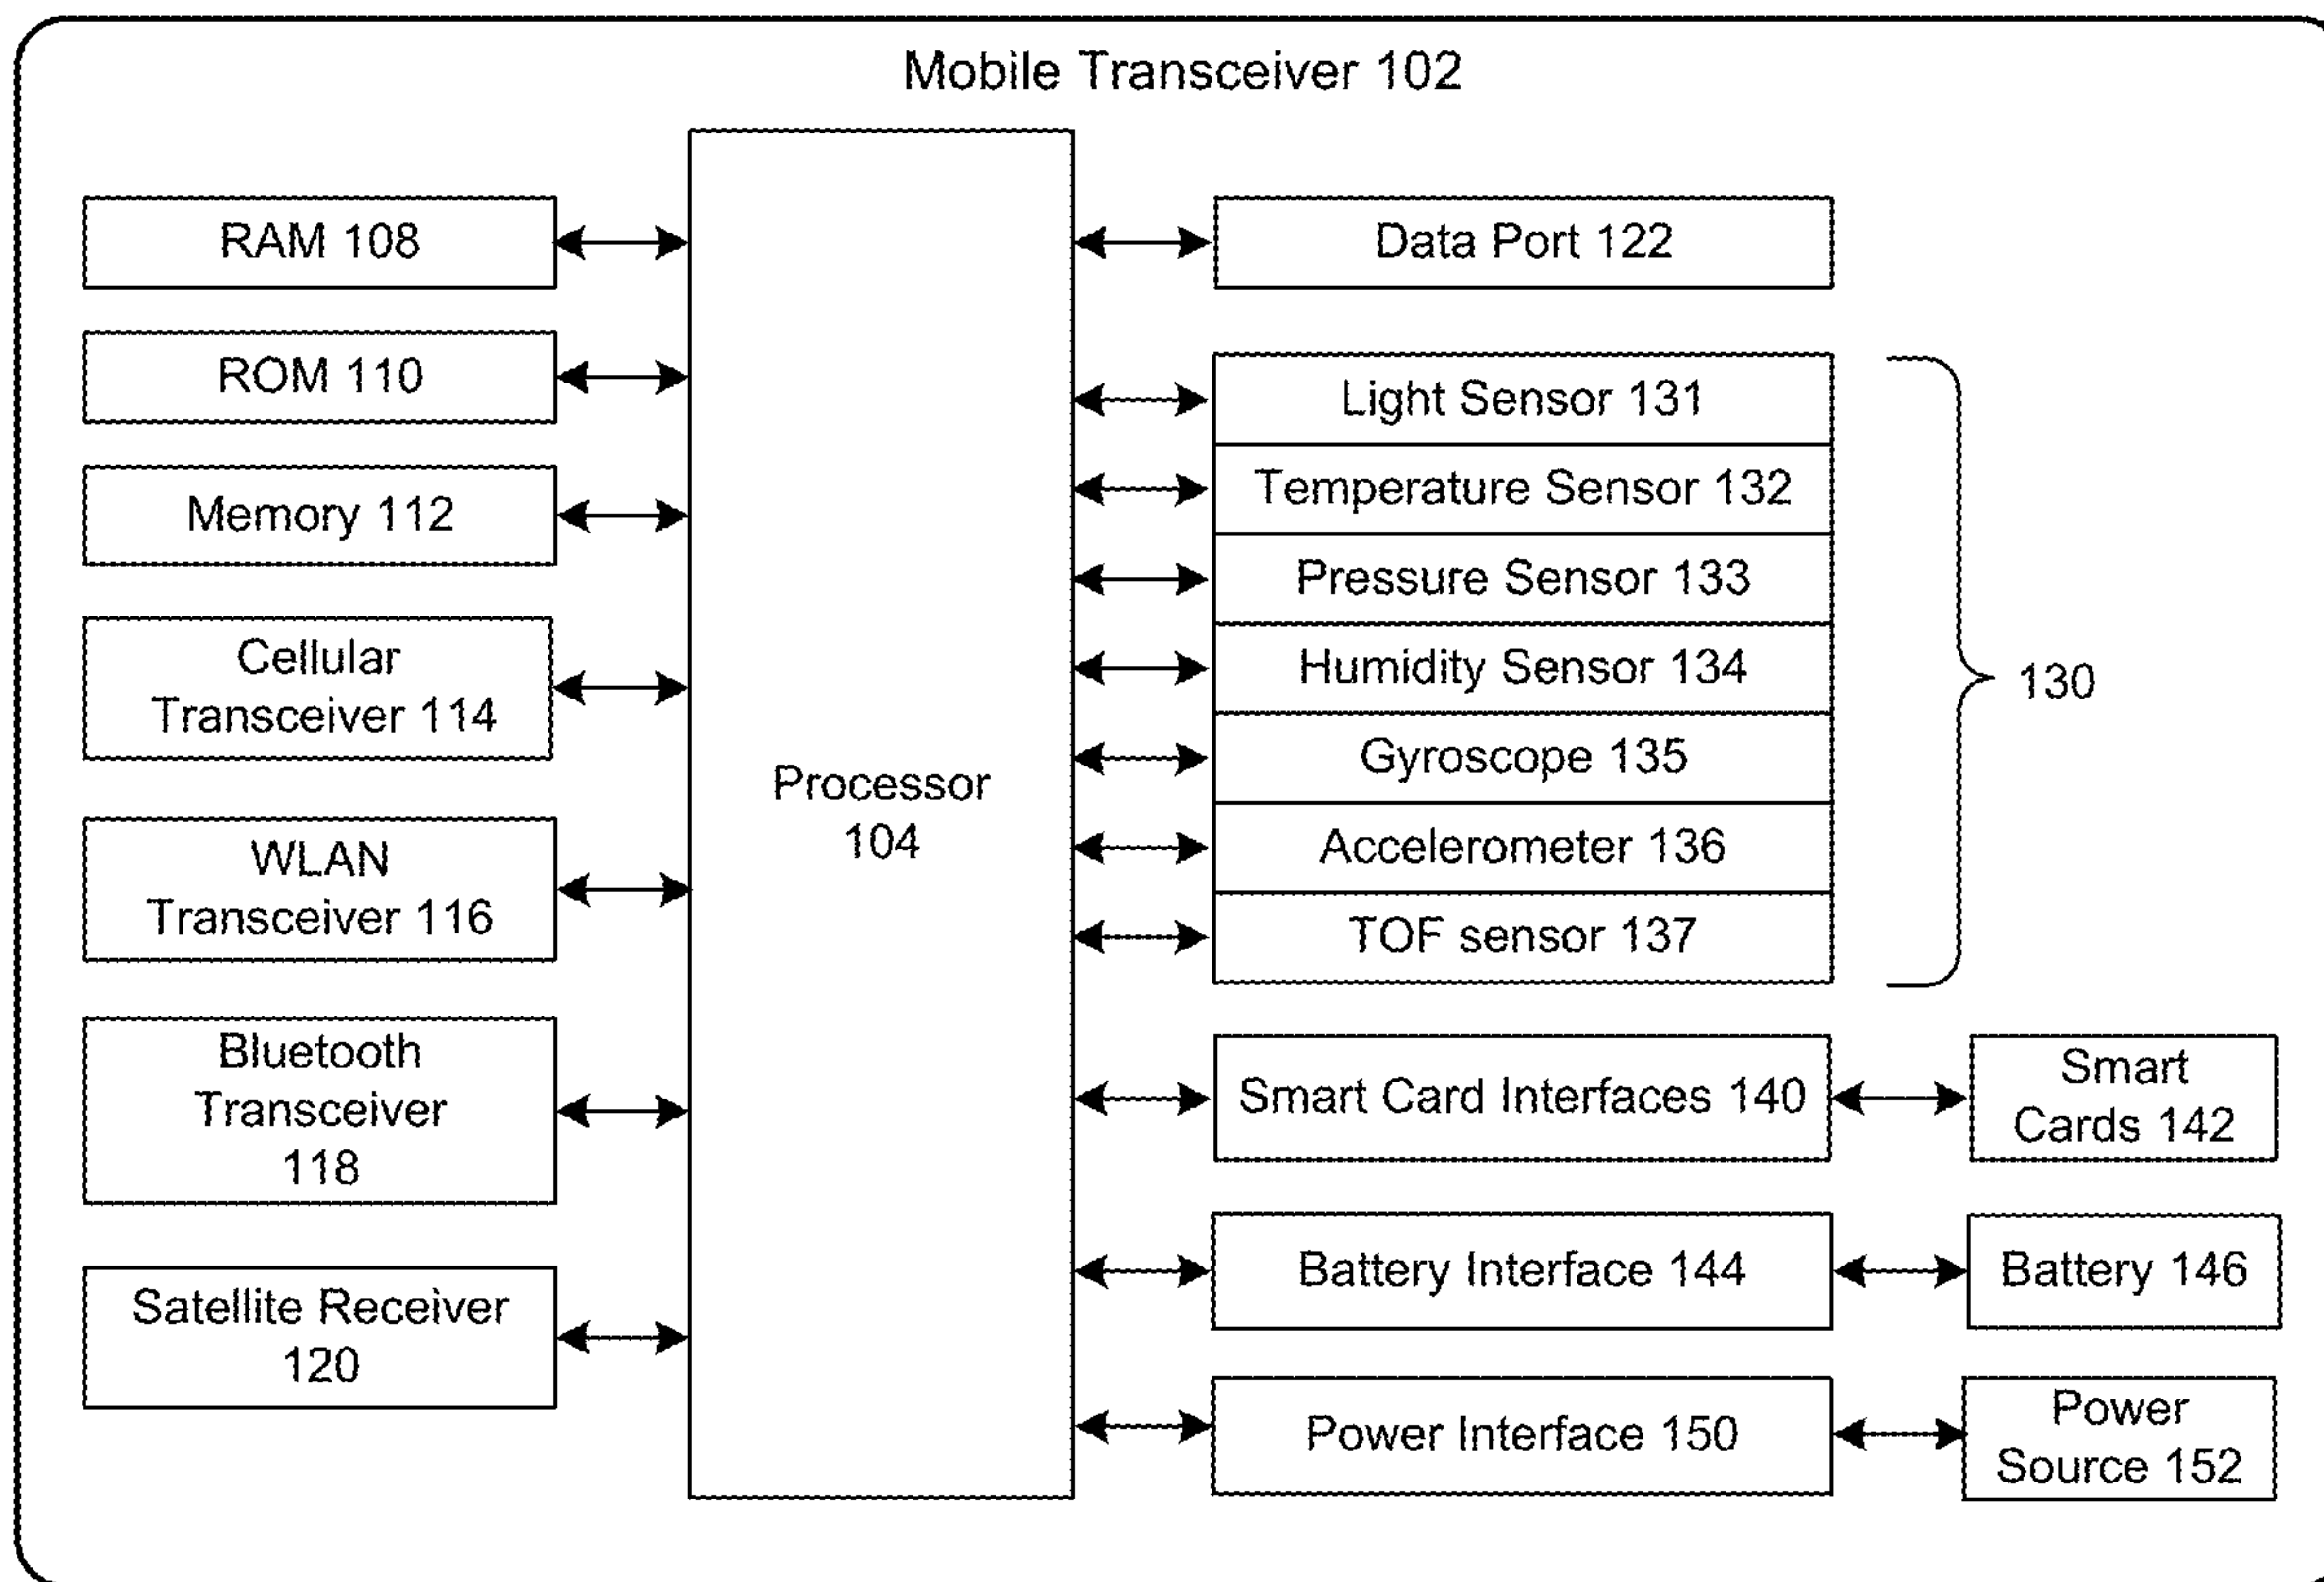 Mobile Transceiver 102
RAM 108
ROM 110
Memory 112
Cellular
Transceiver 114
WLAN
Transceiver 116
Bluetooth
Transceiver
118
Satellite Receiver
120
Processor
104
Data Port 122
Light Sensor 131
Temperature Sensor 132
Pressure Sensor 133
Humidity Sensor 134
Gyroscope 135
Accelerometer 136
TOF sensor 137
130
Smart Card Interfaces 140
Smart
Cards 142
Battery Interface 144
Battery 146
Power Interface 150
Power
Source 152